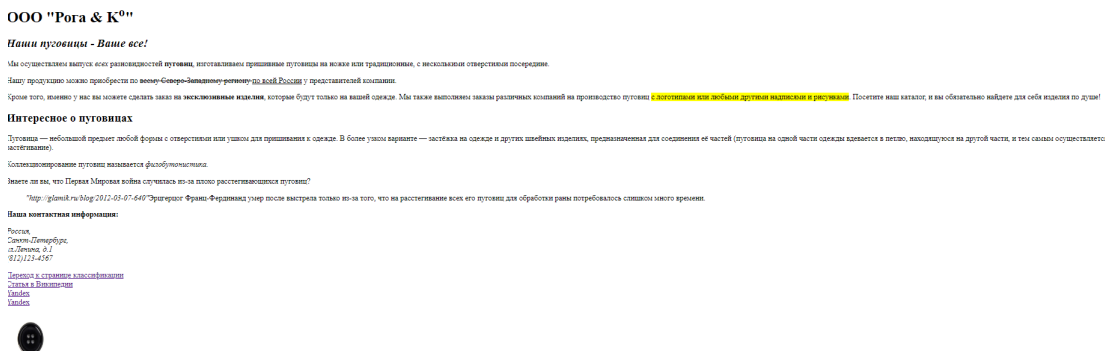 ООО "Рога & Kº"
Наши пуговицы - Ваше все!
Мы осуществляем выпуск всех разновидностей пуговиц, изготавливаем пришивные пуговицы на ножке или традиционные, с несколькими отверстиями посередине.
Нашу продукцию можно приобрести по всему Северо-Западному региону по всей России у представителей компании.
Кроме того, именно у нас вы можете сделать заказ на эксклюзивные изделия, которые будут только на вашей одежде. Мы также выполняем заказы различных компаний на производство пуговиц с логотипами или любыми другими надписями и рисунками. Посетите наш каталог, и вы обязательно найдете для себя изделия по душе!
Интересное о пуговицах
Пуговица — небольшой предмет любой формы с отверстиями или ушком для пришивания к одежде. В более узком варианте — застёжка на одежде и других швейных изделиях, предназначенная для соединения её частей (пуговица на одной части одежды вдевается в петлю, находящуюся на другой части, и тем самым осуществляется
застёгивание).
Коллекционирование пуговиц называется филобутонистика.
Знаете ли вы, что Первая Мировая война случилась из-за плохо расстегивающихся пуговиц?
"http://glamik.ru/blog/2012-03-07-640"Эрцгерцог Франц-Фердинанд умер после выстрела только из-за того, что на расстегивание всех его пуговиц для обработки раны потребовалось слишком много времени.
Наша контактная информация:
Россия,
Санкт-Петербург,
ул.Ленина, д.1
(812)123-4567
Переход к странице классификации
Статья в Википедии
Yandex
Yandex